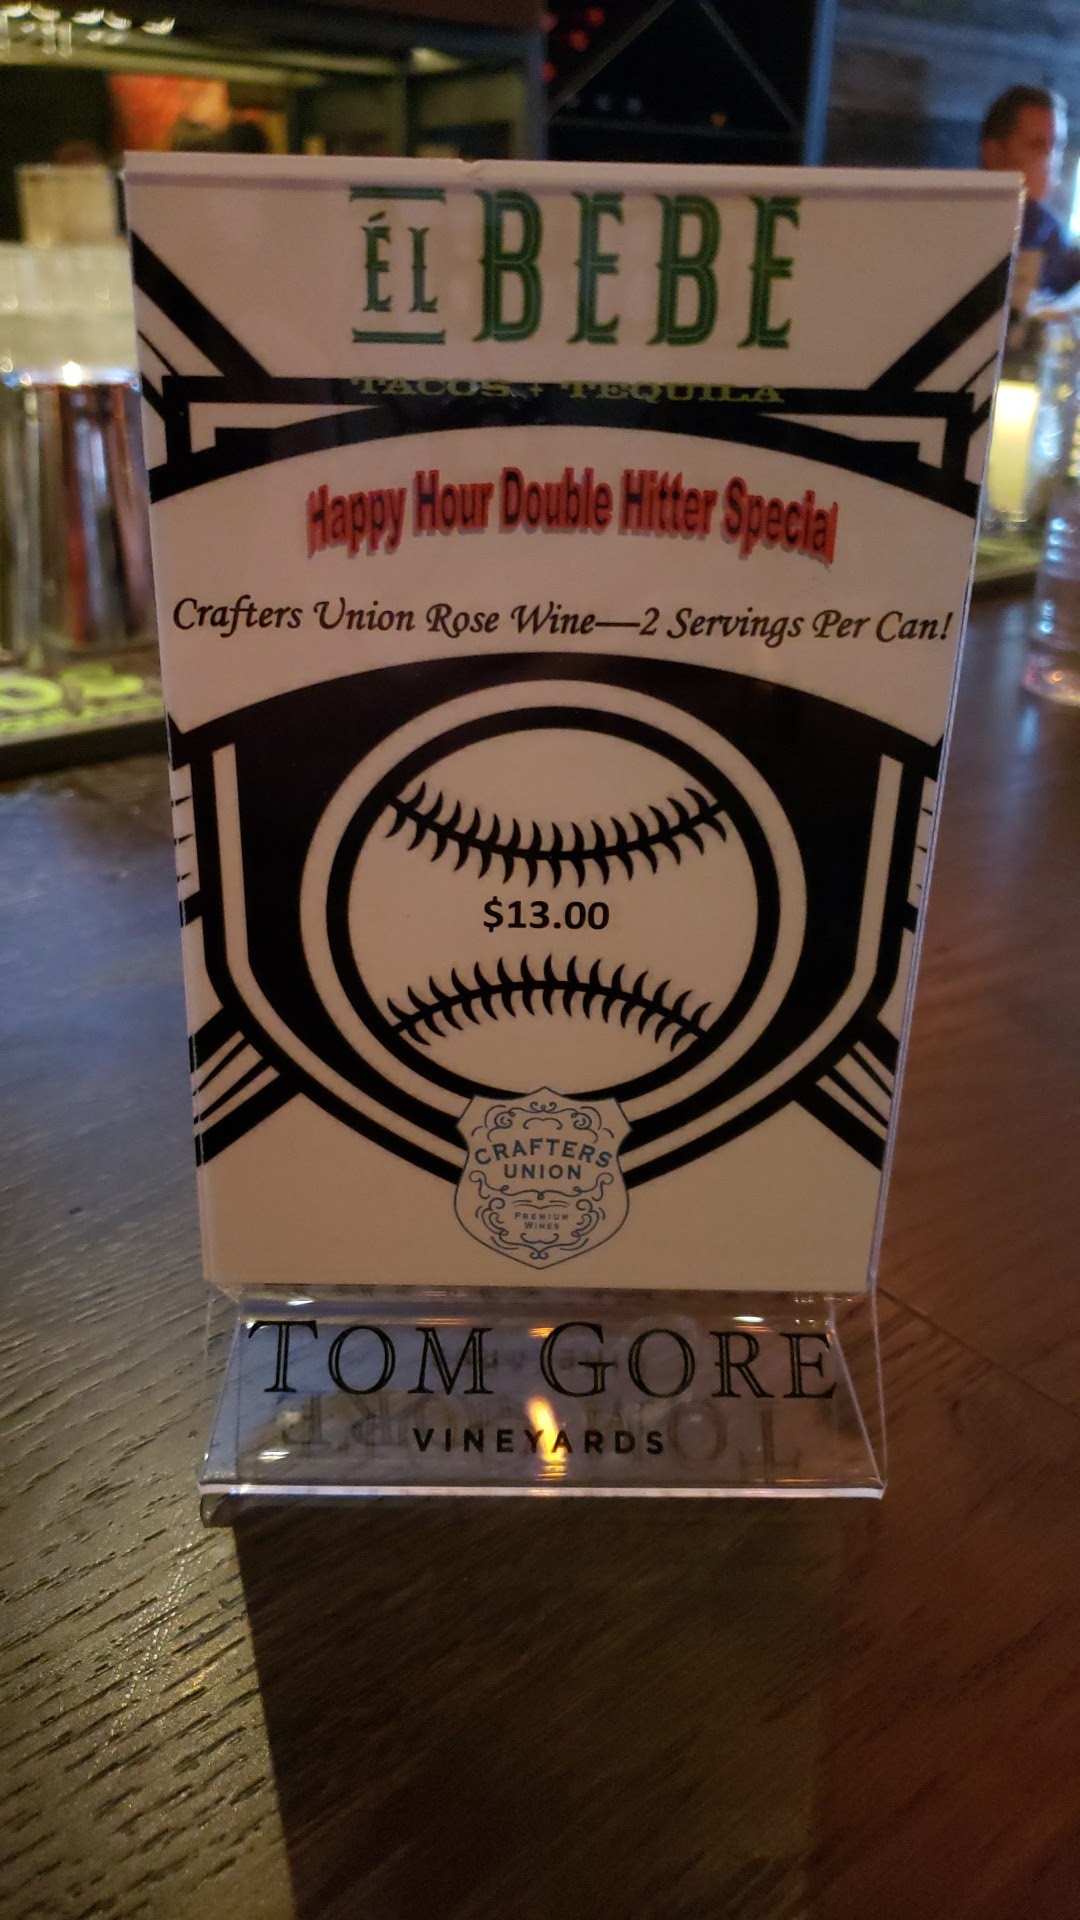 ÉL BEBE
TACOS + TEQUILA
Happy Hour Double Hitter Special
Crafters Union Rose Wine—2 Servings Per Can!
$13.00
CRAFTERS
UNION
PREMIUM
WINES
TOM GORE
VINEYARDS